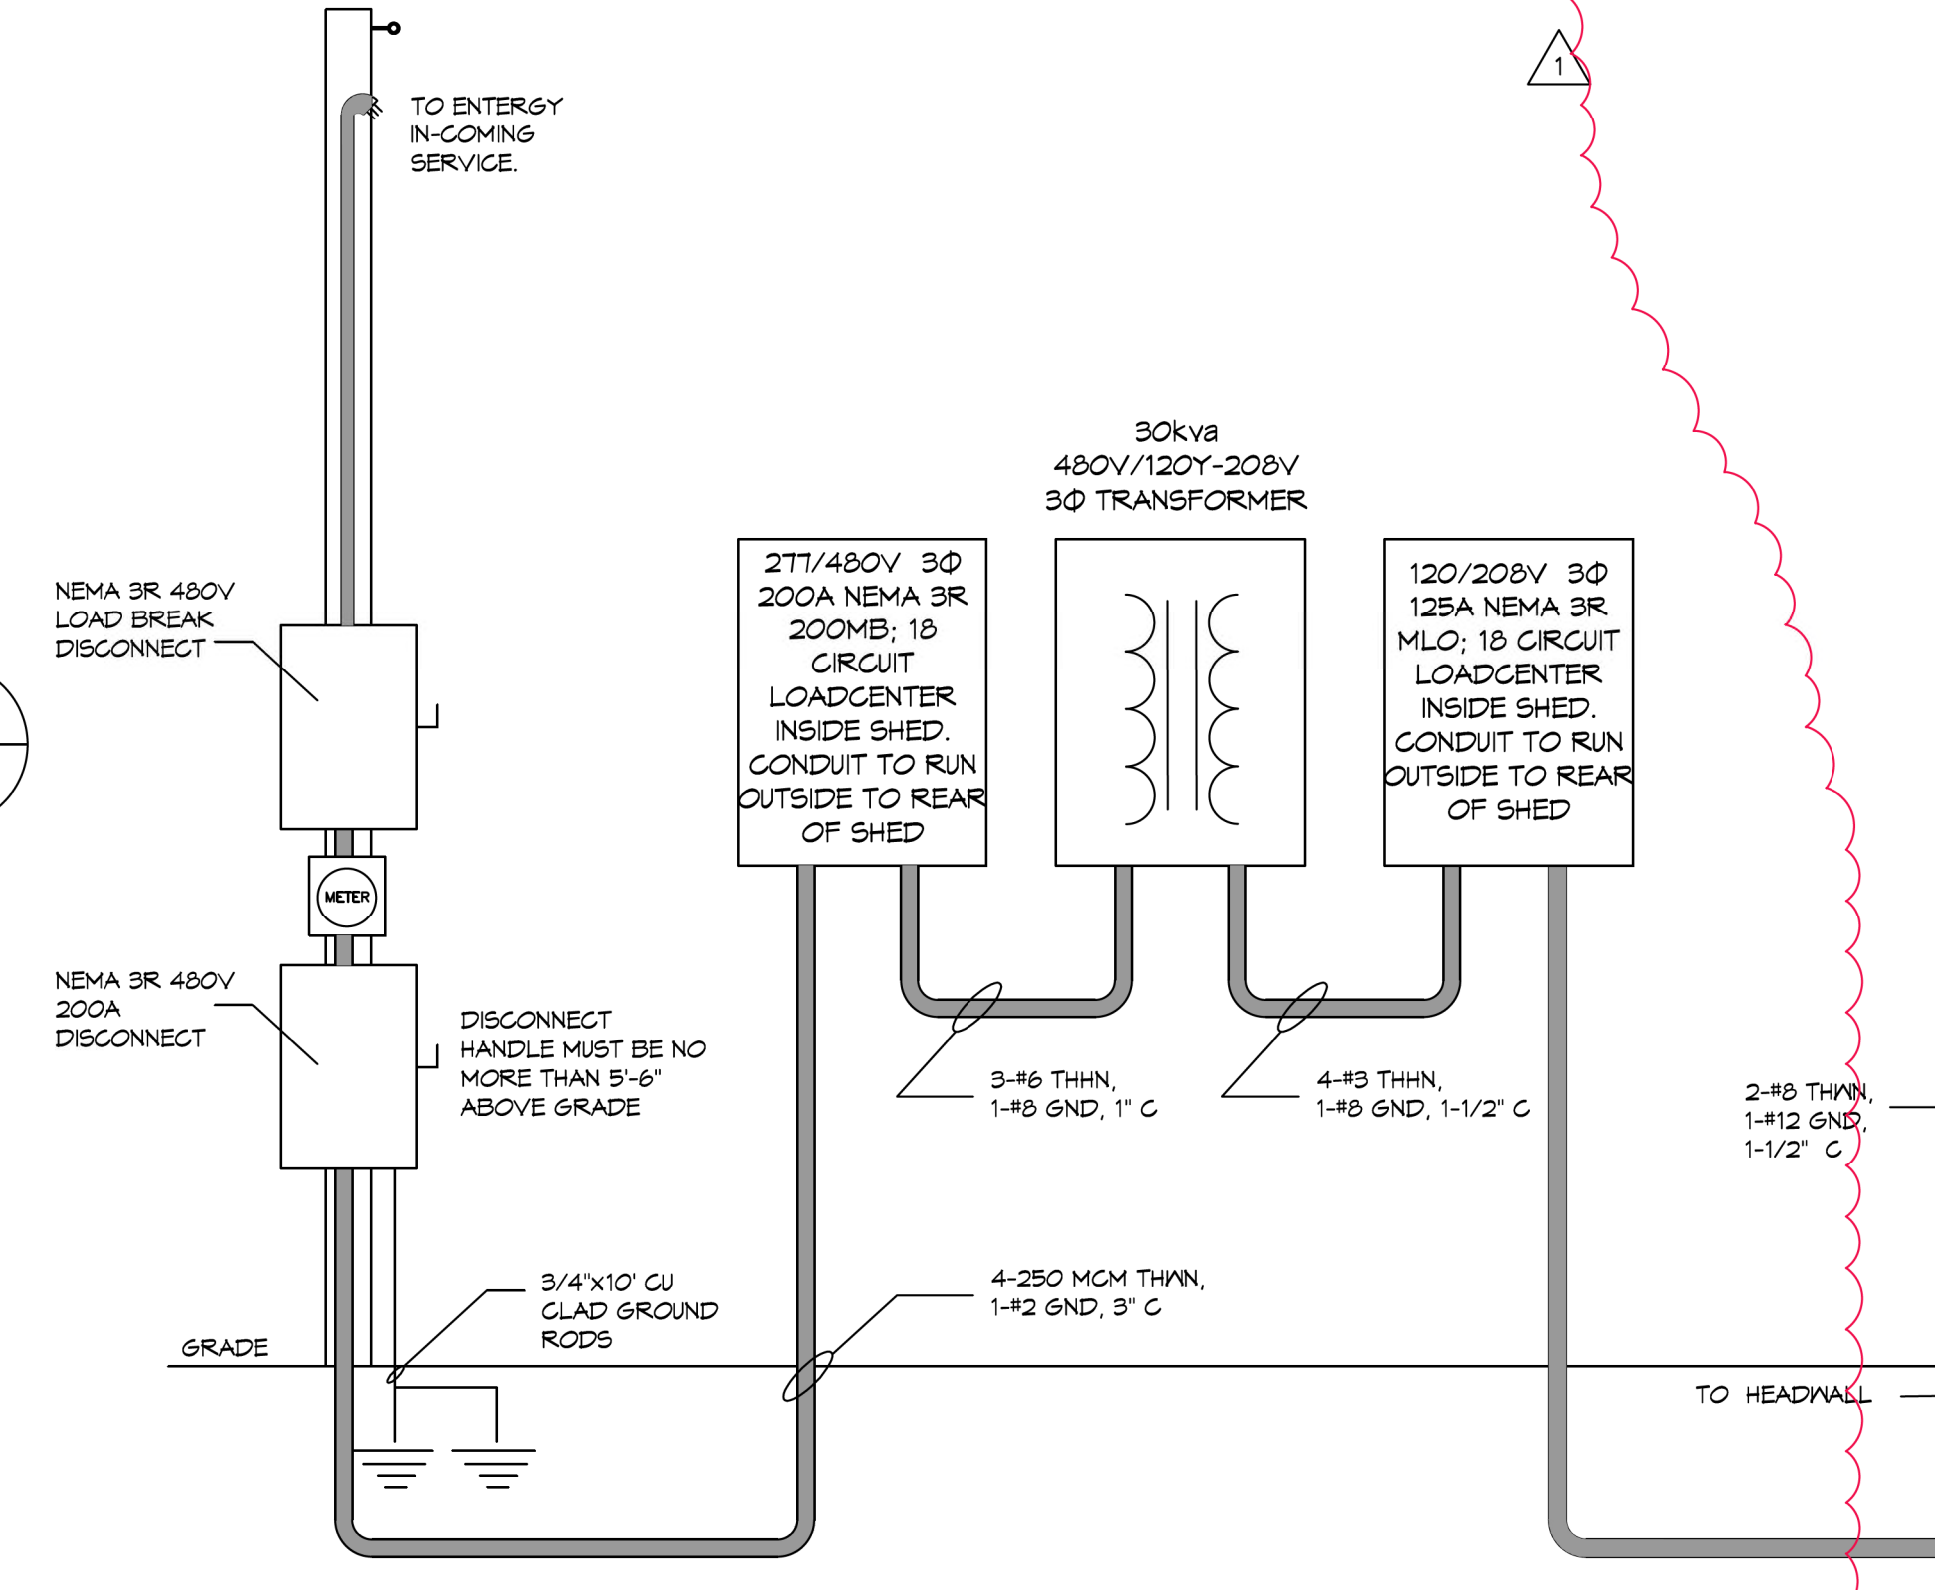 TO ENTERGY
IN-COMING
SERVICE.
1
30kva
480V/120Y-208V
3Φ TRANSFORMER
NEMA 3R 480V
LOAD BREAK
DISCONNECT
277/480V 3Φ
200A NEMA 3R
200MB; 18
CIRCUIT
LOADCENTER
INSIDE SHED.
CONDUIT TO RUN
OUTSIDE TO REAR
OF SHED
120/208V 3Φ
125A NEMA 3R
MLO; 18 CIRCUIT
LOADCENTER
INSIDE SHED.
CONDUIT TO RUN
OUTSIDE TO REAR
OF SHED
METER
NEMA 3R 480V
200A
DISCONNECT
DISCONNECT
HANDLE MUST BE NO
MORE THAN 5'-6"
ABOVE GRADE
3-#6 THHN,
1-#8 GND, 1" C
4-#3 THHN,
1-#8 GND, 1-1/2" C
2-#8 THWN,
1-#12 GND,
1-1/2" C
3/4"x10' CU
CLAD GROUND
RODS
4-250 MCM THWN,
1-#2 GND, 3" C
GRADE
TO HEADWALL